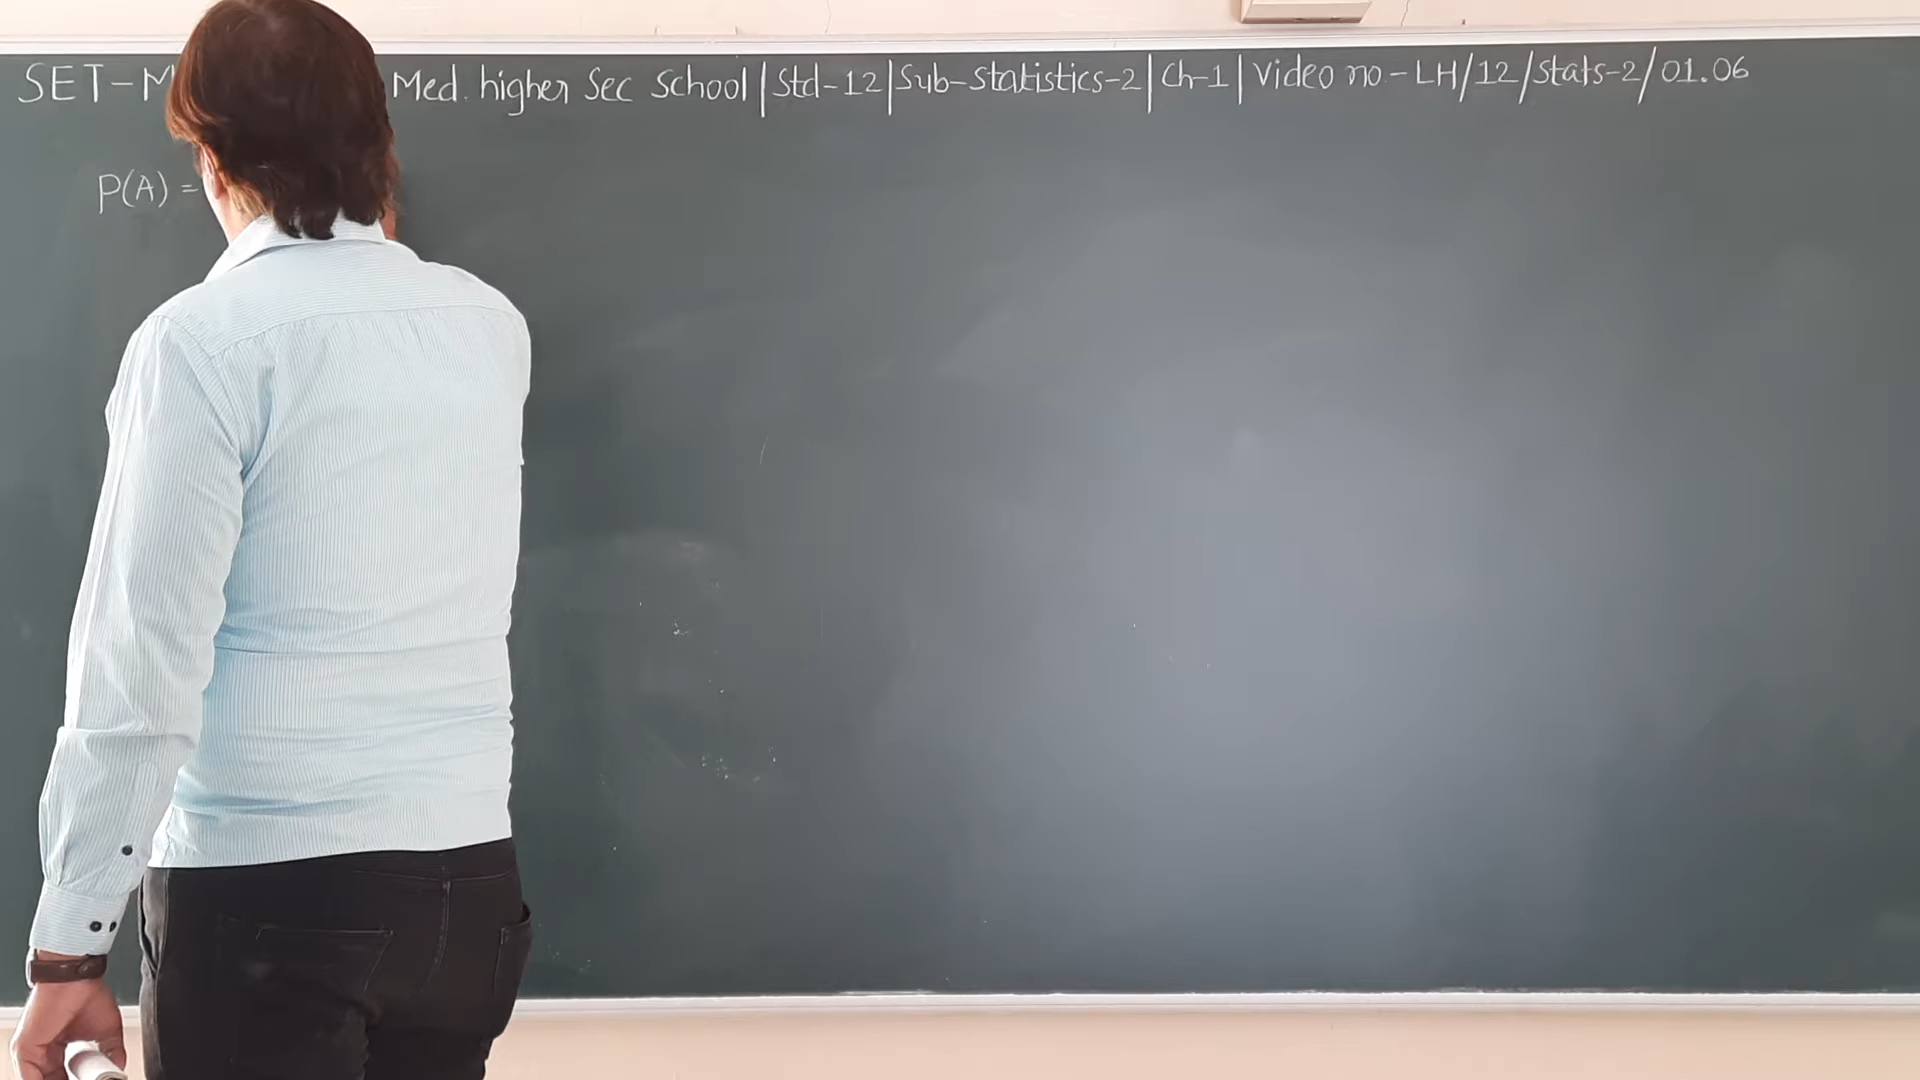 SET-M Med. higher Sec School | Std-12 | Sub-Statistics-2 | Ch-1 | Video no - LH/12/Stats-2/01.06
P(A) =